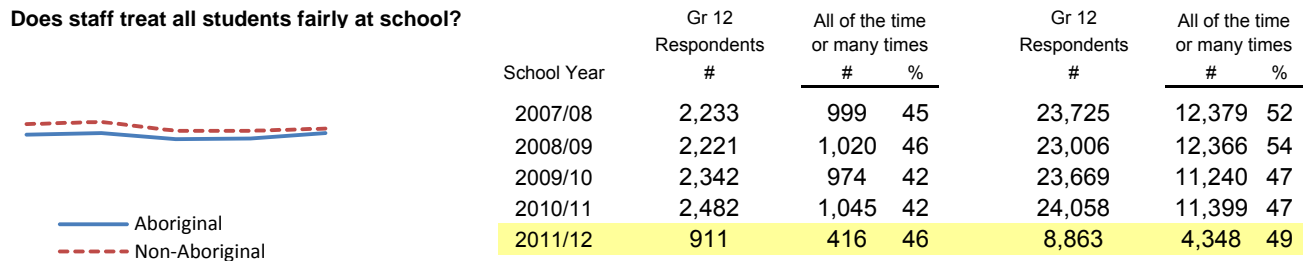 Does staff treat all students fairly at school?
Gr 12 All of the time Gr 12 All of the time
Respondents or many times Respondents or many times
School Year # # % # # %
2007/08 2,233 999 45 23,725 12,379 52
2008/09 2,221 1,020 46 23,006 12,366 54
2009/10 2,342 974 42 23,669 11,240 47
2010/11 2,482 1,045 42 24,058 11,399 47
2011/12 911 416 46 8,863 4,348 49
Aboriginal
Non-Aboriginal